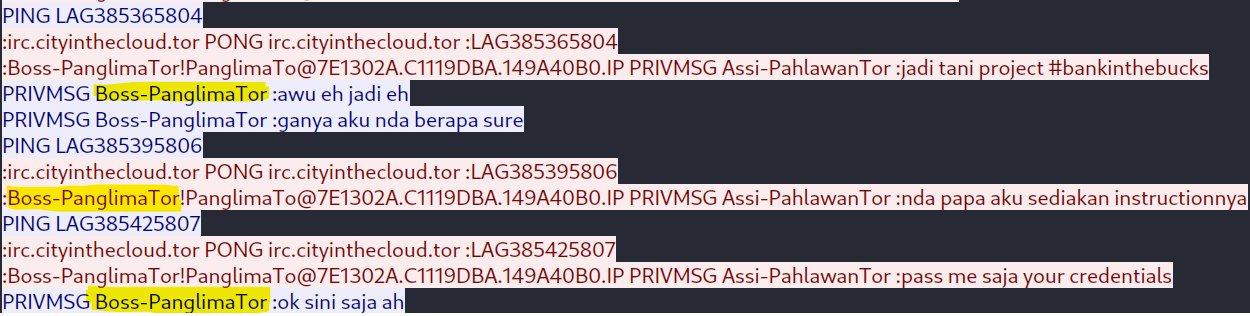 PING LAG385365804
:irc.cityinthecloud.tor PONG irc.cityinthecloud.tor :LAG385365804
:Boss-PanglimaTor!PanglimaTo@7E1302A.C1119DBA.149A40B0.IP PRIVMSG Assi-PahlawanTor :jadi tani project #bankinthebucks
PRIVMSG Boss-PanglimaTor :awu eh jadi eh
PRIVMSG Boss-PanglimaTor :ganya aku nda berapa sure
PING LAG385395806
:irc.cityinthecloud.tor PONG irc.cityinthecloud.tor :LAG385395806
:Boss-PanglimaTor!PanglimaTo@7E1302A.C1119DBA.149A40B0.IP PRIVMSG Assi-PahlawanTor :nda papa aku sediakan instructionnya
PING LAG385425807
:irc.cityinthecloud.tor PONG irc.cityinthecloud.tor :LAG385425807
:Boss-PanglimaTor!PanglimaTo@7E1302A.C1119DBA.149A40B0.IP PRIVMSG Assi-PahlawanTor :pass me saja your credentials
PRIVMSG Boss-PanglimaTor :ok sini saja ah